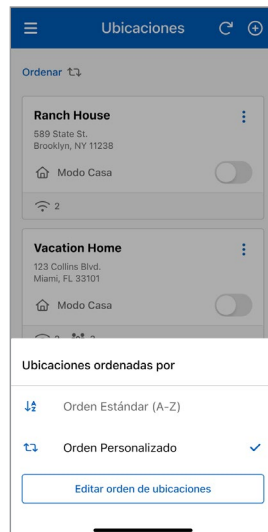 Ubicaciones
Ordenar
Ranch House
589 State St.
Brooklyn, NY 11238
Modo Casa
2
Vacation Home
123 Collins Blvd.
Miami, FL 33101
Modo Casa
Ubicaciones ordenadas por
Orden Estándar (A-Z)
Orden Personalizado
Editar orden de ubicaciones